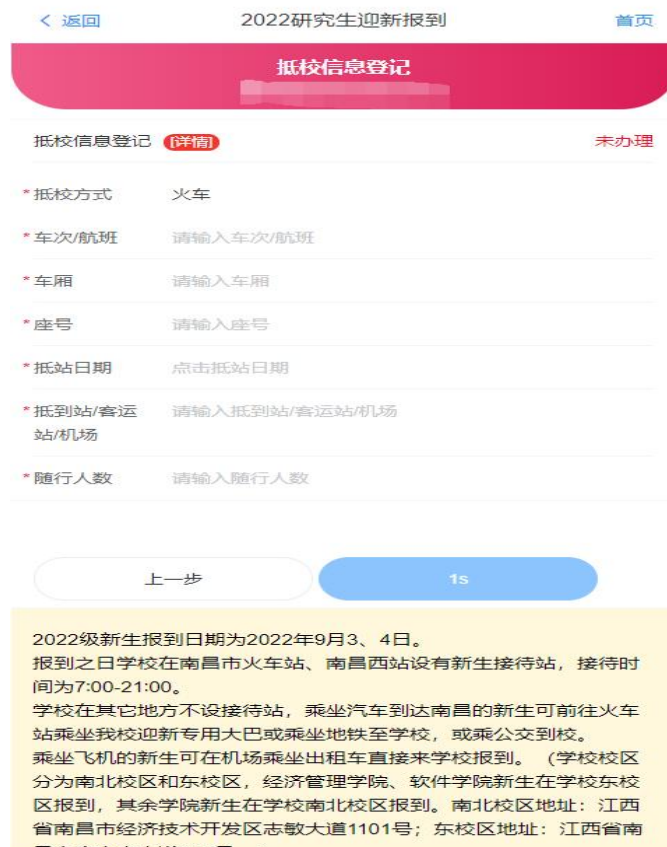 返回
2022研究生迎新报到
首页
抵校信息登记
抵校信息登记 [详情] 未办理
*抵校方式 火车
*车次/航班 请输入车次/航班
*车厢 请输入车厢
*座号 请输入座号
*抵站日期 点击抵站日期
*抵到站/客运 请输入抵到站/客运站/机场
站/机场
*随行人数 请输入随行人数
上一步 1s
2022级新生报到日期为2022年9月3、4日。
报到之日学校在南昌市火车站、南昌西站设有新生接待站，接待时
间为7:00-21:00。
学校在其它地方不设接待站，乘坐汽车到达南昌的新生可前往火车
站乘坐我校迎新专用大巴或乘坐地铁至学校，或乘公交到校。
乘坐飞机的新生可在机场乘坐出租车直接来学校报到。（学校校区
分为南北校区和东校区，经济管理学院、软件学院新生在学校东校
区报到，其余学院新生在学校南北校区报到。南北校区地址：江西
省南昌市经济技术开发区志敏大道1101号；东校区地址：江西省南